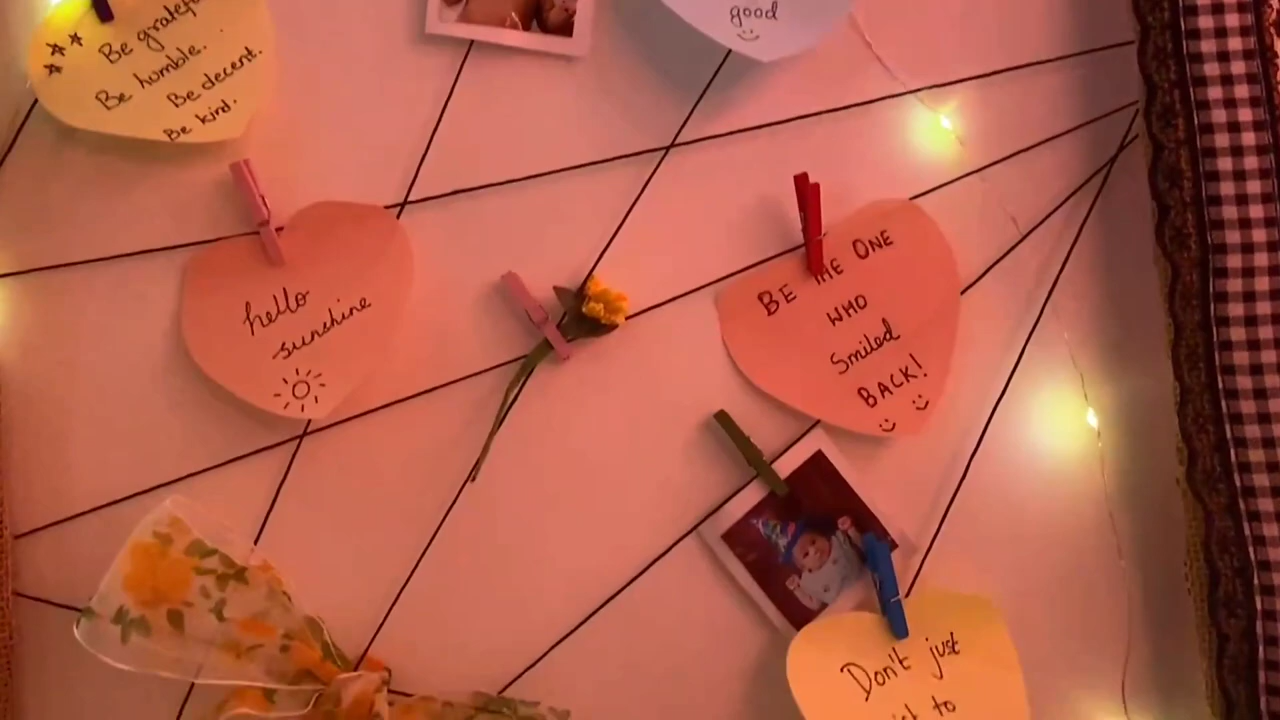 Be grateful
Be humble.
Be decent.
Be kind.
good
hello
sunshine
BE THE ONE
WHO
Smiled
BACK!
Don't just
to